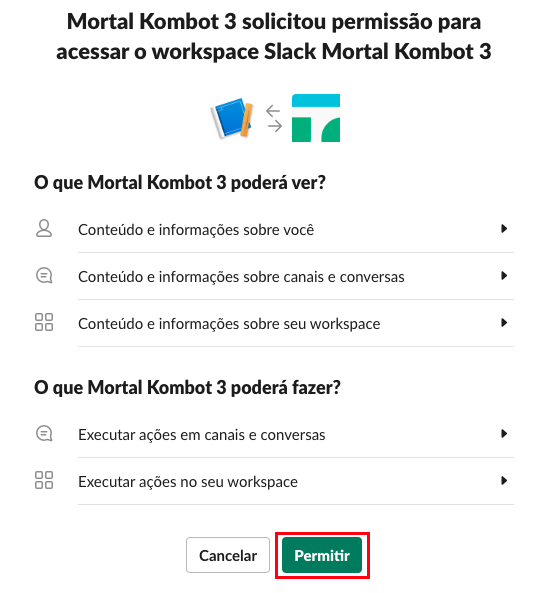 Mortal Kombot 3 solicitou permissão para
acessar o workspace Slack Mortal Kombot 3
O que Mortal Kombot 3 poderá ver?
Conteúdo e informações sobre você
Conteúdo e informações sobre canais e conversas
Conteúdo e informações sobre seu workspace
O que Mortal Kombot 3 poderá fazer?
Executar ações em canais e conversas
Executar ações no seu workspace
Cancelar
Permitir